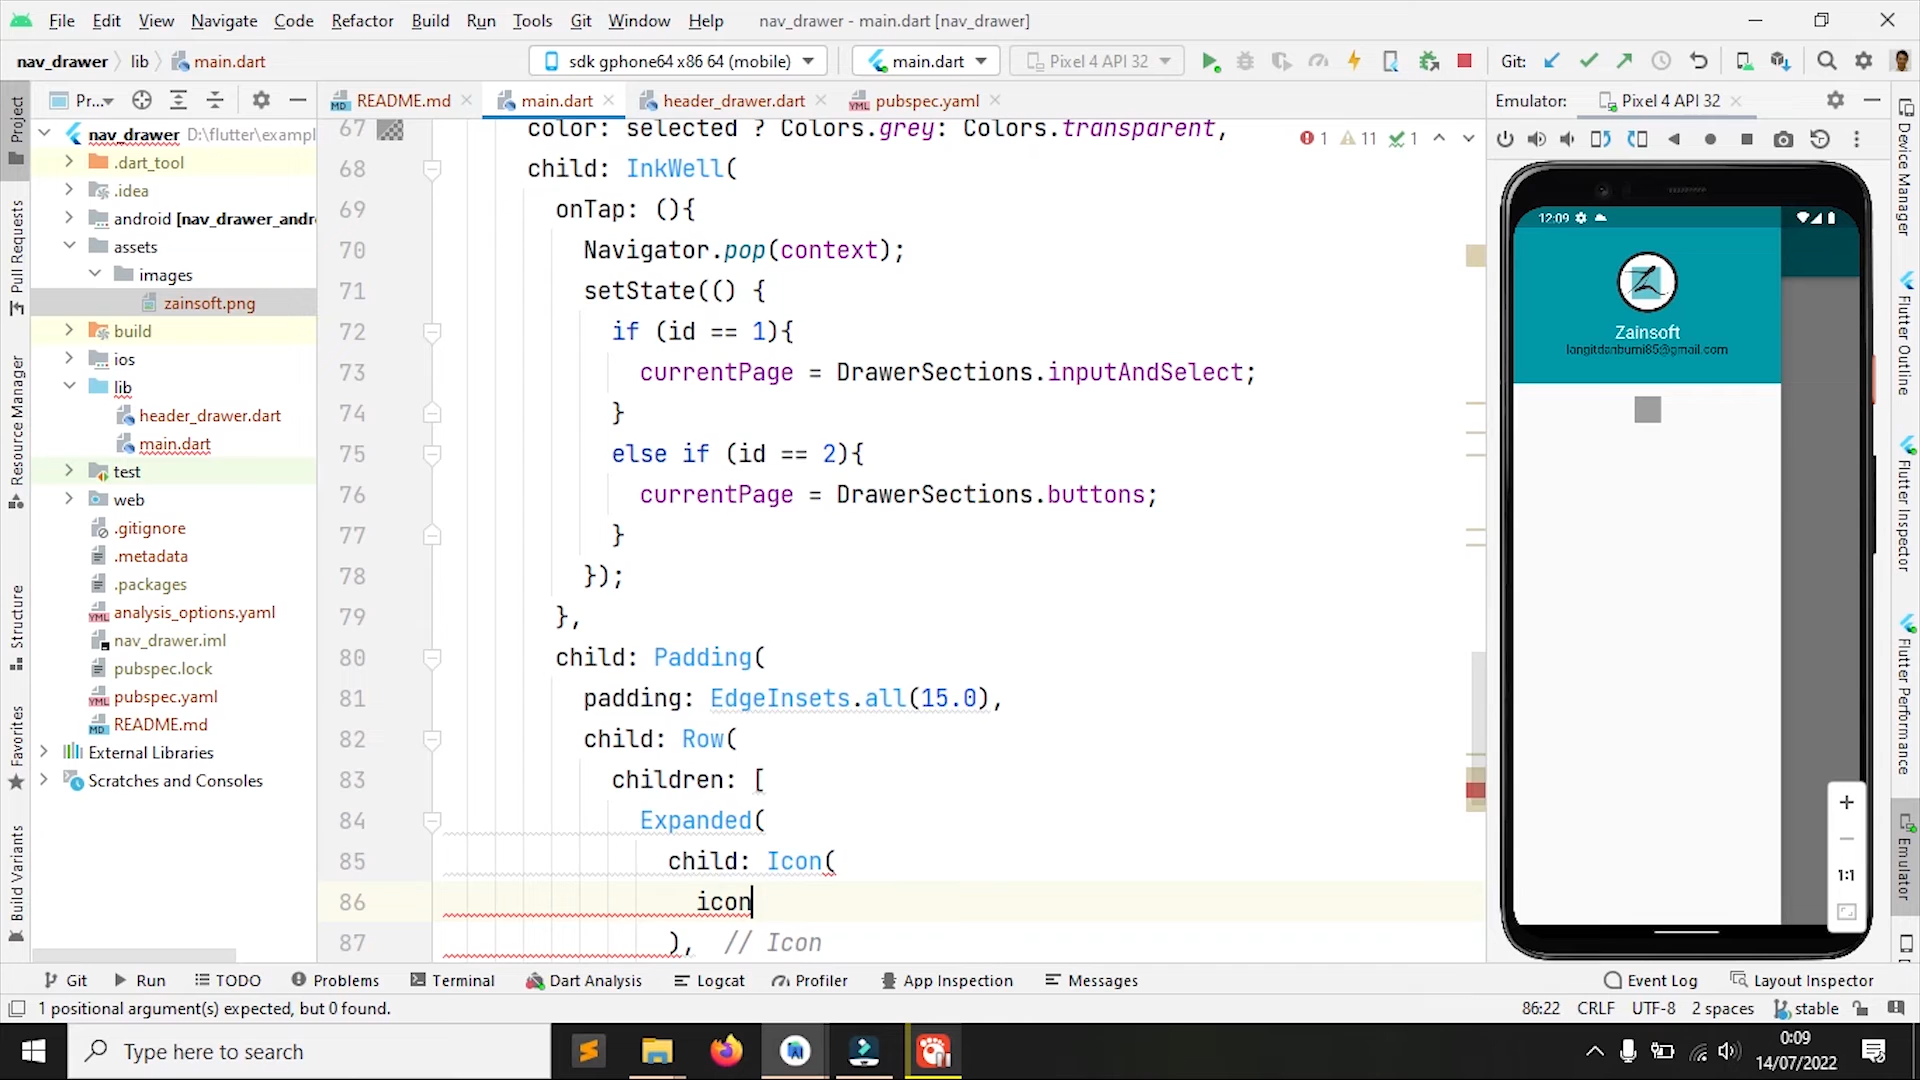 File Edit View Navigate Code Refactor Build Run Tools Git Window Help nav_drawer - main.dart [nav_drawer]
nav_drawer lib main.dart sdk gphone64 x86 64 (mobile) main.dart Pixel 4 API 32 Git:
Pr... README.md main.dart header_drawer.dart pubspec.yaml Emulator: Pixel 4 API 32
Project
Pull Requests
Resource Manager
Structure
Favorites
Build Variants
nav_drawer D:\flutter\exampl
.dart_tool
.idea
android [nav_drawer_andr
assets
images
zainsoft.png
build
ios
lib
header_drawer.dart
main.dart
test
web
.gitignore
.metadata
.packages
analysis_options.yaml
nav_drawer.iml
pubspec.lock
pubspec.yaml
README.md
External Libraries
Scratches and Consoles
67 color: selected ? Colors.grey: Colors.transparent,
1 11 1
68 child: InkWell(
69 onTap: (){
70 Navigator.pop(context);
71 setState(() {
72 if (id == 1){
73 currentPage = DrawerSections.inputAndSelect;
74 }
75 else if (id == 2){
76 currentPage = DrawerSections.buttons;
77 }
78 });
79 },
80 child: Padding(
81 padding: EdgeInsets.all(15.0),
82 child: Row(
83 children: [
84 Expanded(
85 child: Icon(
86 icon
87 ), // Icon
12:09
Z
Zainsoft
langitdanbumi85@gmail.com
1:1
Device Manager
Flutter Outline
Flutter Inspector
Flutter Performance
Emulator
Git Run TODO Problems Terminal Dart Analysis Logcat Profiler App Inspection Messages Event Log Layout Inspector
1 positional argument(s) expected, but 0 found. 86:22 CRLF UTF-8 2 spaces stable
Type here to search
0:09
14/07/2022